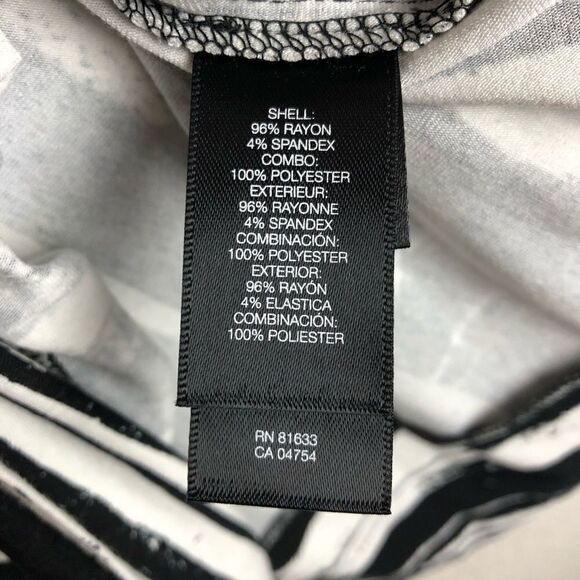 SHELL:
96% RAYON
4% SPANDEX
COMBO:
100% POLYESTER
EXTERIEUR:
96% RAYONNE
4% SPANDEX
COMBINACIÓN:
100% POLYESTER
EXTERIOR:
96% RAYÓN
4% ELASTICA
COMBINACIÓN:
100% POLIESTER
RN 81633
CA 04754